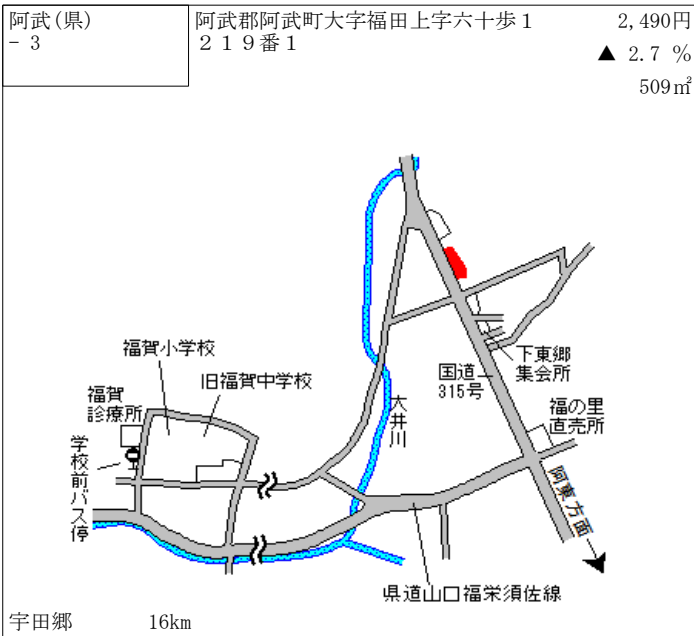 阿武(県)
- 3
阿武郡阿武町大字福田上字六十歩1
219番1
2,490円
▲ 2.7 %
509㎡
福賀小学校
旧福賀中学校
福賀
診療所
学校前バス停
大井川
国道
315号
下東郷
集会所
福の里
直売所
阿東方面
県道山口福栄須佐線
宇田郷 16km